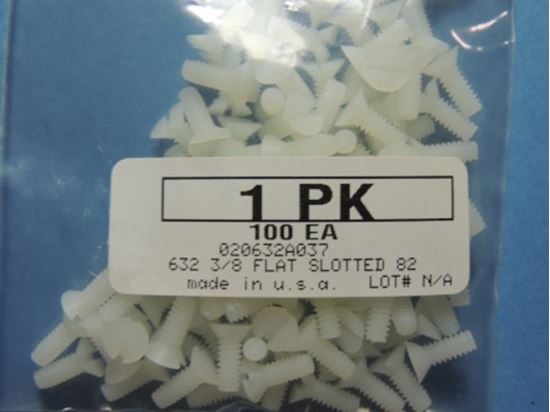 1 PK
100 EA
020632A037
632 3/8 FLAT SLOTTED 82
made in u.s.a. LOT# N/A